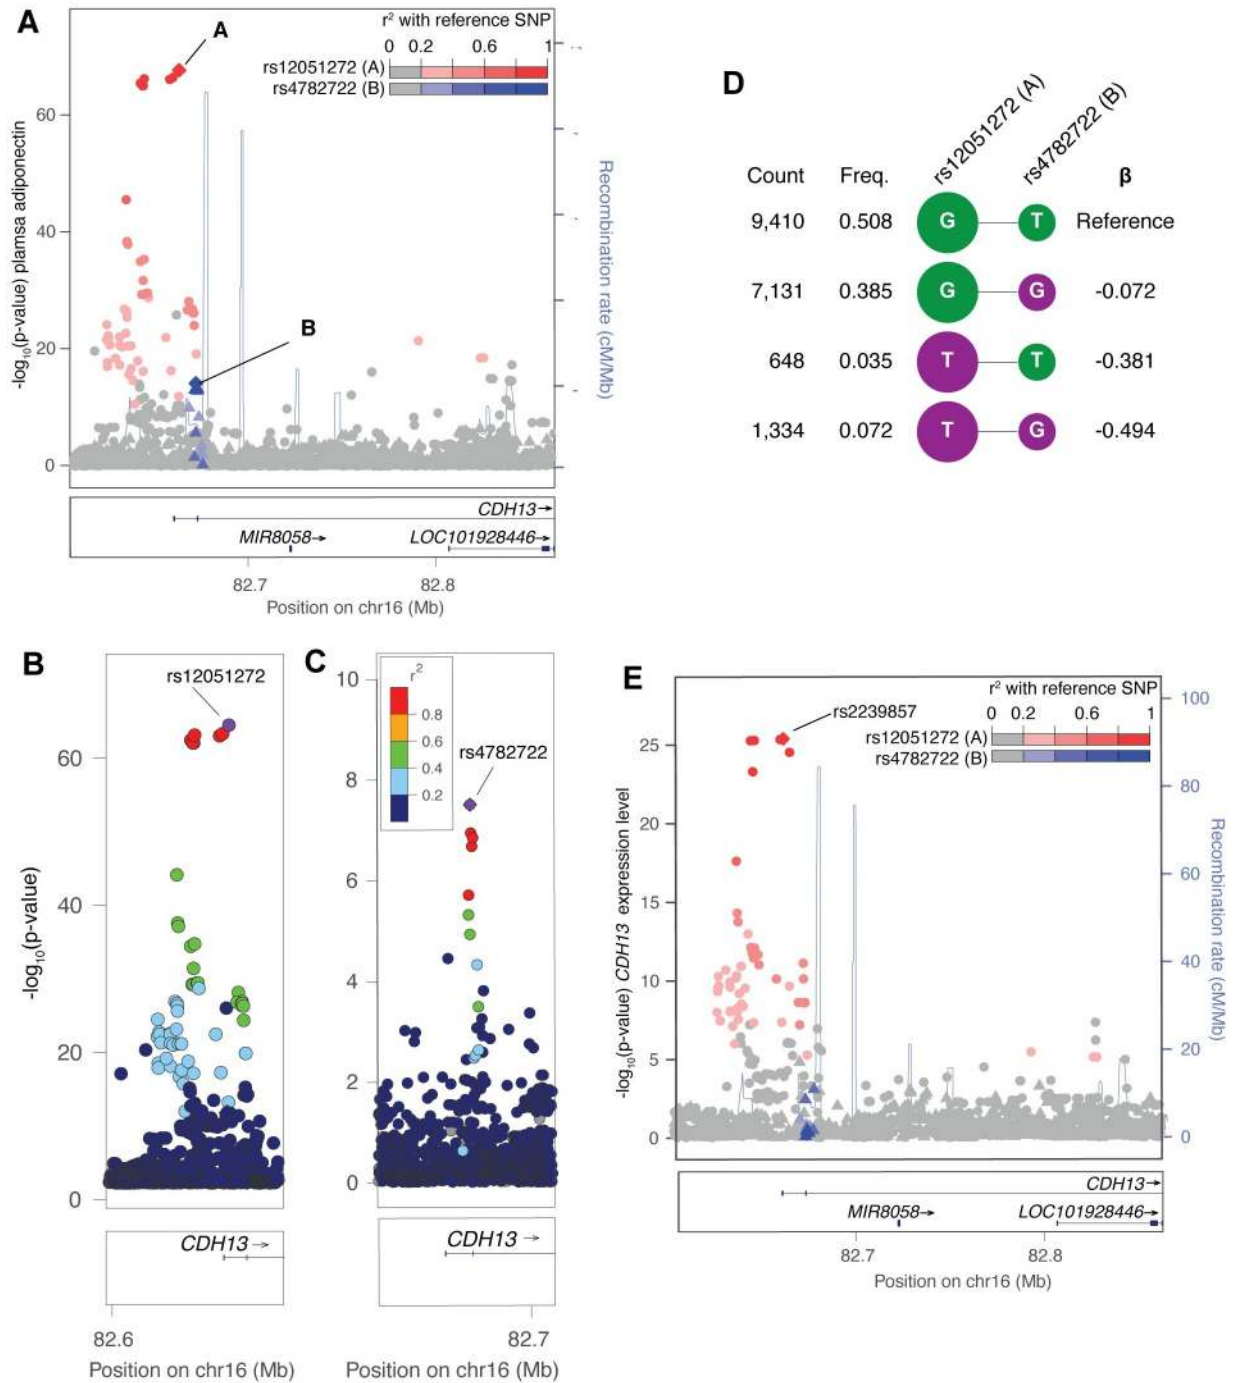 A
r² with reference SNP
0 0.2 0.6 1
rs12051272 (A)
rs4782722 (B)
A
B
60
40
20
0
-log₁₀(p-value) plamsa adiponectin
Recombination rate (cM/Mb)
CDH13→
MIR8058→ LOC101928446→
82.7 82.8
Position on chr16 (Mb)
D
rs12051272 (A)
rs4782722 (B)
Count Freq. β
9,410 0.508 G T Reference
7,131 0.385 G G -0.072
648 0.035 T T -0.381
1,334 0.072 T G -0.494
B
rs12051272
60
40
20
0
-log₁₀(p-value)
CDH13 →
82.6
Position on chr16 (Mb)
C
r²
0.8
0.6
0.4
0.2
rs4782722
10
8
6
4
2
0
CDH13 →
82.7
Position on chr16 (Mb)
E
rs2239857
r² with reference SNP
0 0.2 0.6 1
rs12051272 (A)
rs4782722 (B)
25
20
15
10
5
0
-log₁₀(p-value) CDH13 expression level
100
80
60
40
20
0
Recombination rate (cM/Mb)
CDH13→
MIR8058→ LOC101928446→
82.7 82.8
Position on chr16 (Mb)